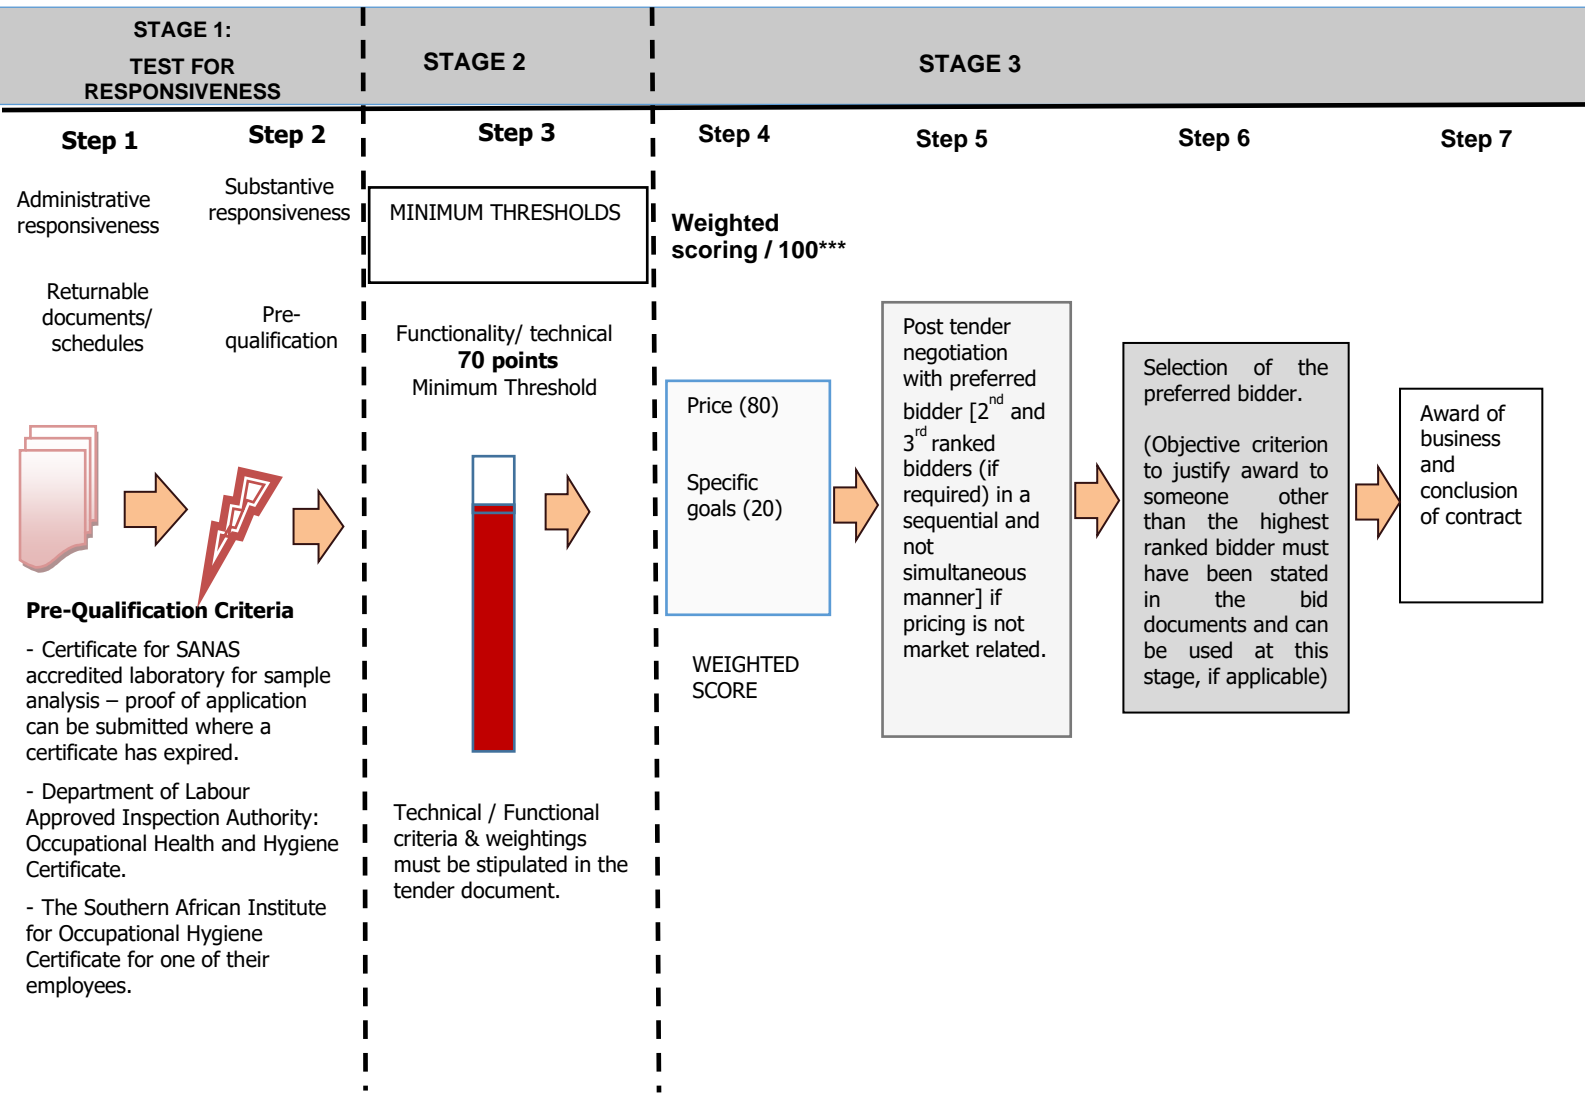 STAGE 1:
TEST FOR
RESPONSIVENESS
STAGE 2
STAGE 3
Step 1
Step 2
Step 3
Step 4
Step 5
Step 6
Step 7
Administrative
responsiveness
Returnable
documents/
schedules
Substantive
responsiveness
Pre-
qualification
Pre-Qualification Criteria
- Certificate for SANAS
accredited laboratory for sample
analysis – proof of application
can be submitted where a
certificate has expired.
- Department of Labour
Approved Inspection Authority:
Occupational Health and Hygiene
Certificate.
- The Southern African Institute
for Occupational Hygiene
Certificate for one of their
employees.
MINIMUM THRESHOLDS
Functionality/ technical
70 points
Minimum Threshold
Technical / Functional
criteria & weightings
must be stipulated in the
tender document.
Weighted
scoring / 100***
Price (80)
Specific
goals (20)
WEIGHTED
SCORE
Post tender
negotiation
with preferred
bidder [2nd and
3rd ranked
bidders (if
required) in a
sequential and
not
simultaneous
manner] if
pricing is not
market related.
Selection of the
preferred bidder.
(Objective criterion
to justify award to
someone other
than the highest
ranked bidder must
have been stated
in the bid
documents and can
be used at this
stage, if applicable)
Award of
business
and
conclusion
of contract